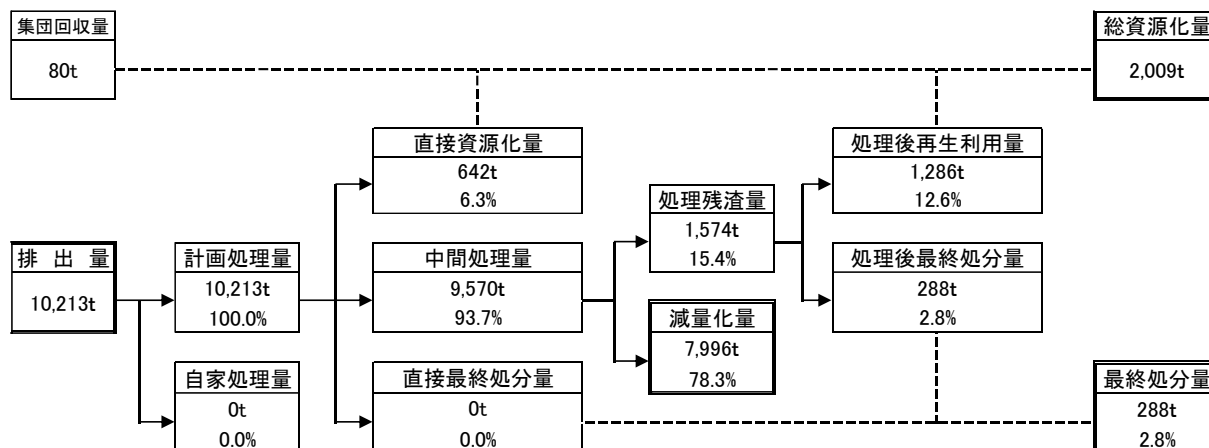 集団回収量
80t
総資源化量
2,009t
直接資源化量
642t
6.3%
処理後再生利用量
1,286t
12.6%
処理残渣量
1,574t
15.4%
排出量
10,213t
計画処理量
10,213t
100.0%
中間処理量
9,570t
93.7%
処理後最終処分量
288t
2.8%
減量化量
7,996t
78.3%
自家処理量
0t
0.0%
直接最終処分量
0t
0.0%
最終処分量
288t
2.8%